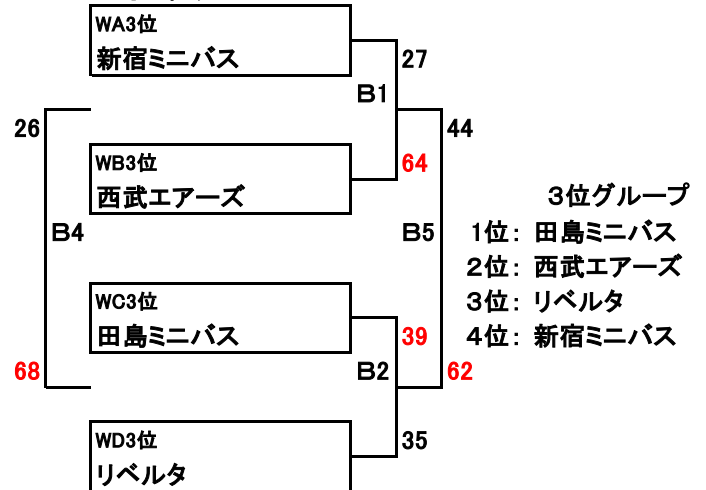 WA3位
新宿ミニバス
27
B1
26
44
WB3位
64
西武エアーズ
3位グループ
B4
B5
1位: 田島ミニバス
2位: 西武エアーズ
WC3位
3位: リベルタ
田島ミニバス
39
4位: 新宿ミニバス
68
B2
62
WD3位
35
リベルタ